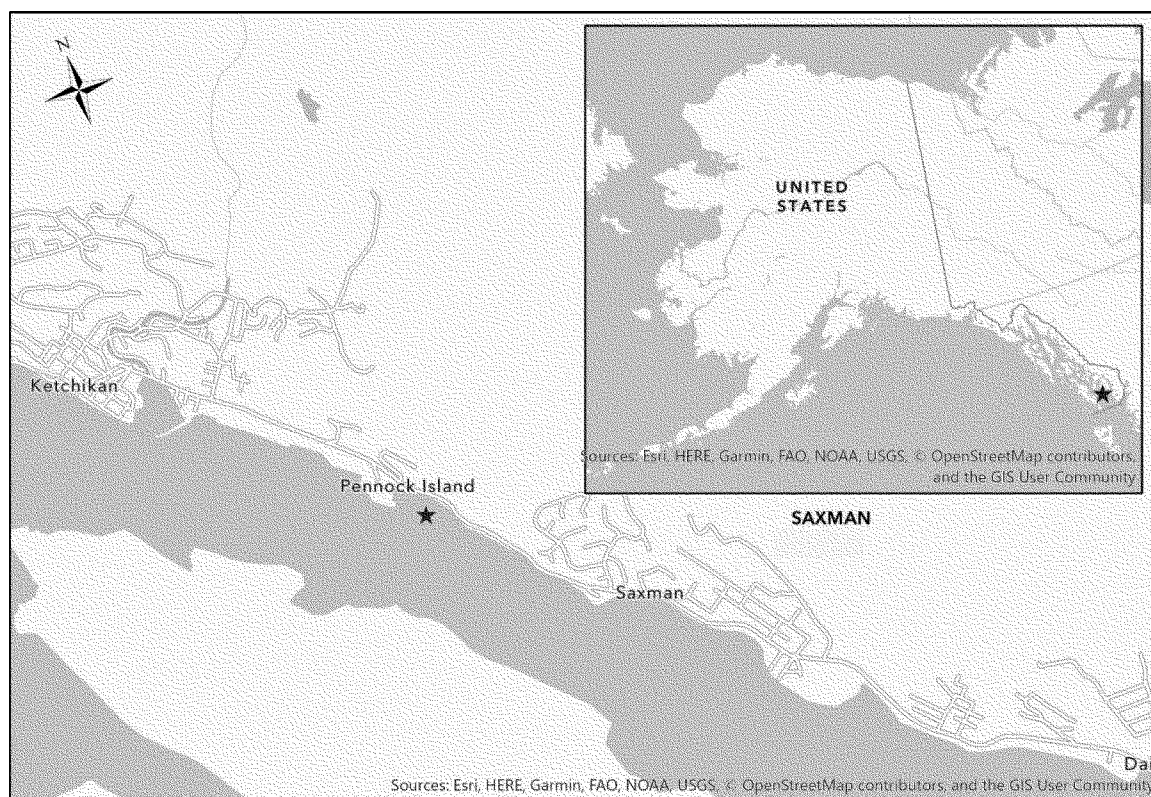 N
UNITED
STATES
Sources: Esri, HERE, Garmin, FAO, NOAA, USGS, © OpenStreetMap contributors,
and the GIS User Community
Ketchikan
Pennock Island
SAXMAN
Saxman
Dai
Sources: Esri, HERE, Garmin, FAO, NOAA, USGS, © OpenStreetMap contributors, and the GIS User Community